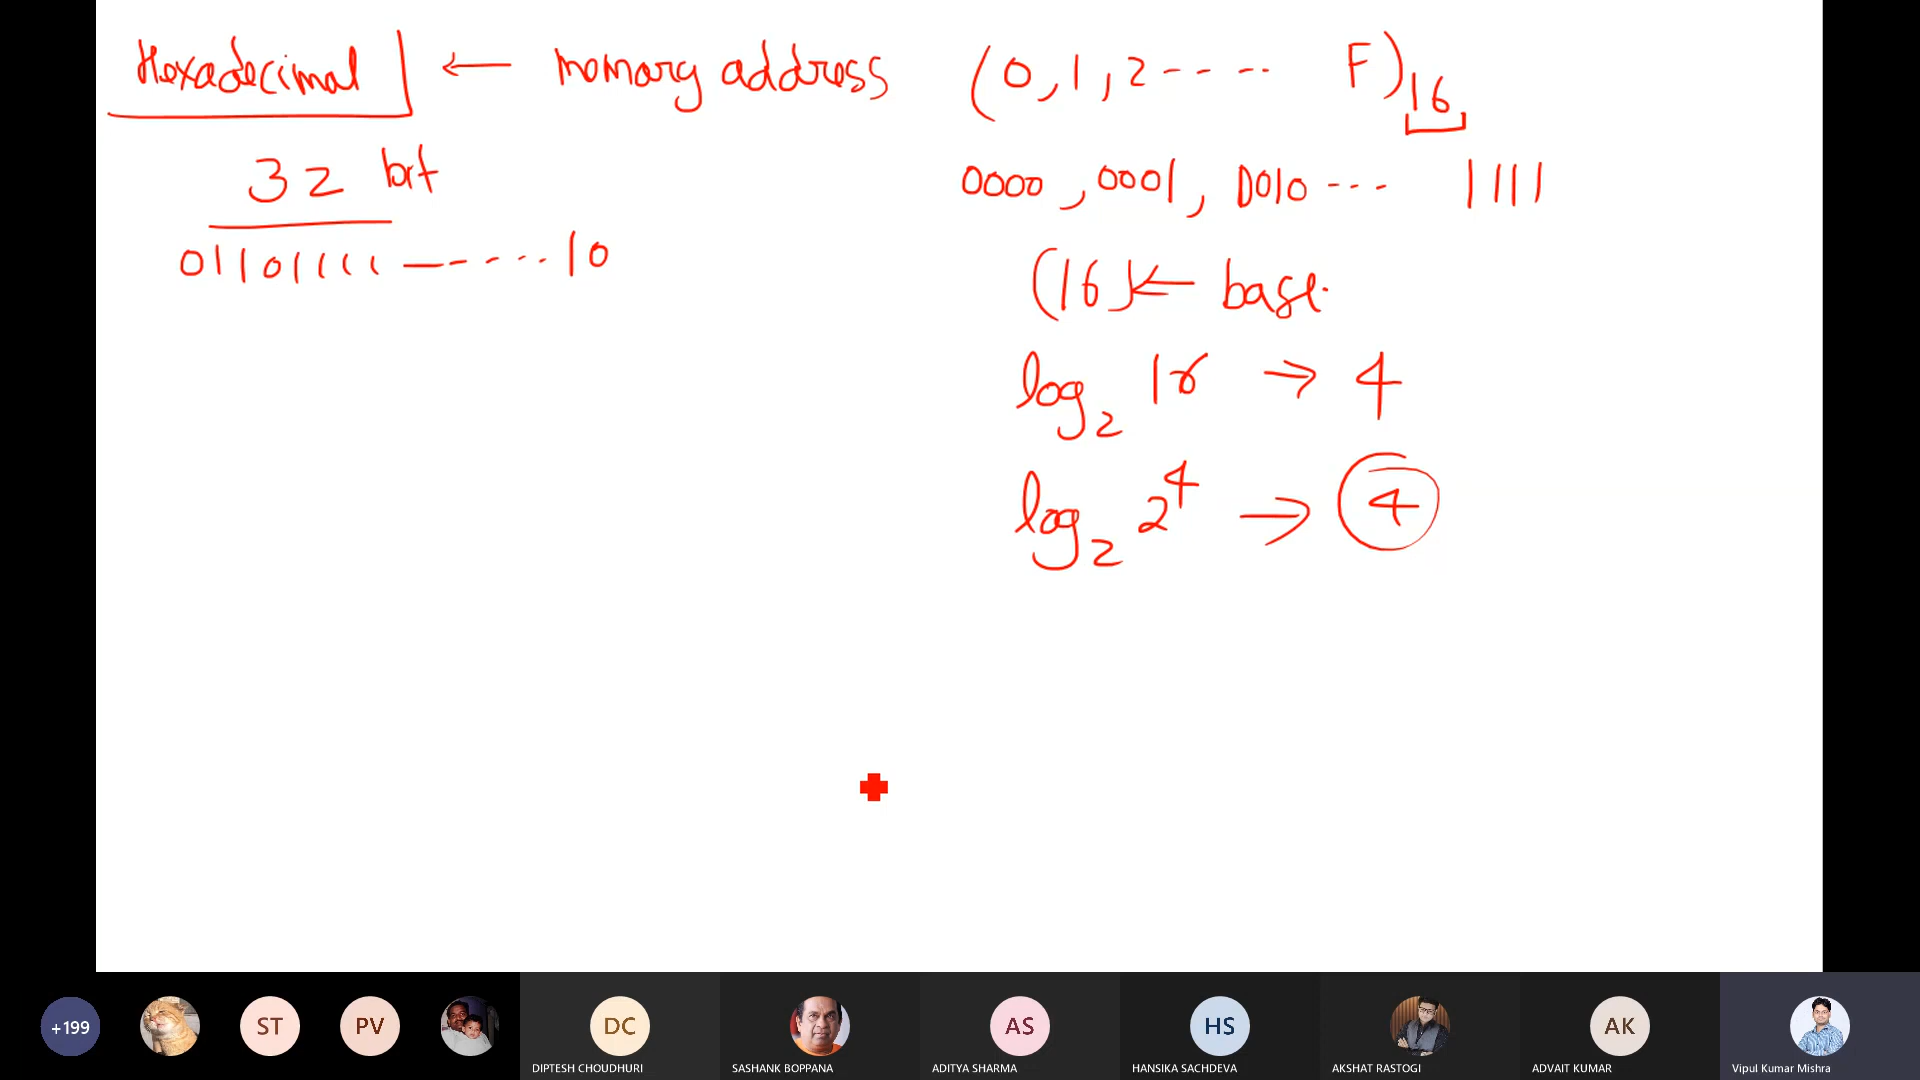 Hexadecimal ← Memory address (0, 1, 2 ---- F)16
32 bit
0000, 0001, 0010 --- 1111
01101111 ------ 10
(16) ← base.
log2 16 → 4
log2 2^4 → 4
+199 ST PV DC AS HS AK
DIPTESH CHOUDHURI SASHANK BOPPANA ADITYA SHARMA HANSIKA SACHDEVA AKSHAT RASTOGI ADVAIT KUMAR Vipul Kumar Mishra